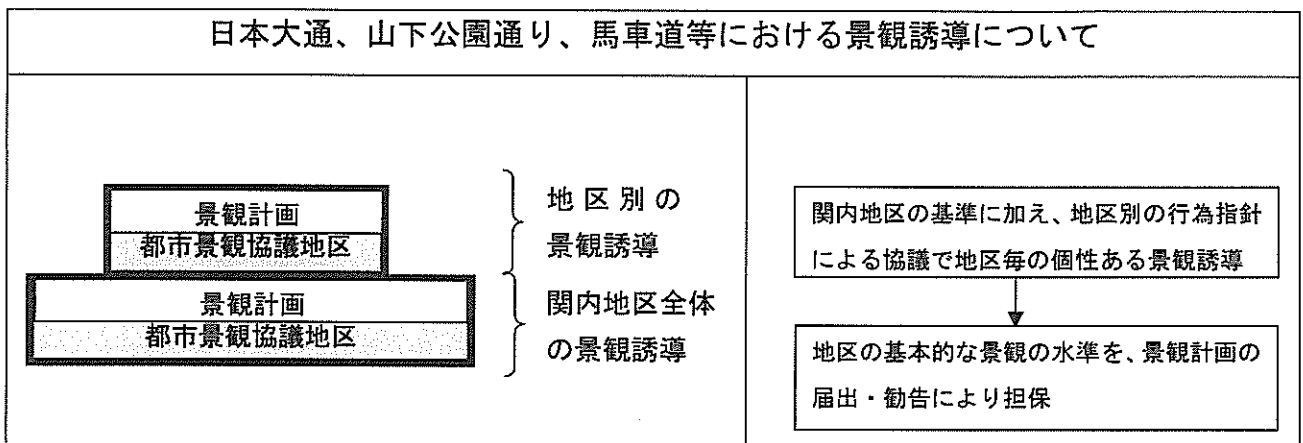 日本大通、山下公園通り、馬車道等における景観誘導について
景観計画
都市景観協議地区
地区別の
景観誘導
景観計画
都市景観協議地区
関内地区全体
の景観誘導
関内地区の基準に加え、地区別の行為指針
による協議で地区毎の個性ある景観誘導
地区の基本的な景観の水準を、景観計画の
届出・勧告により担保